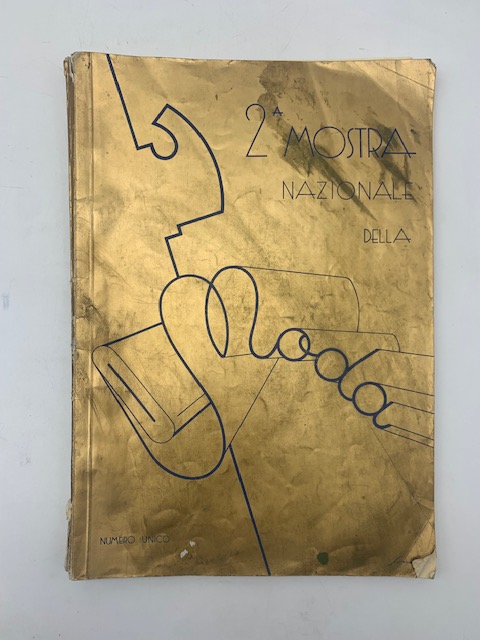 2ª MOSTRA
NAZIONALE
DELLA
Moda
NUMERO UNICO